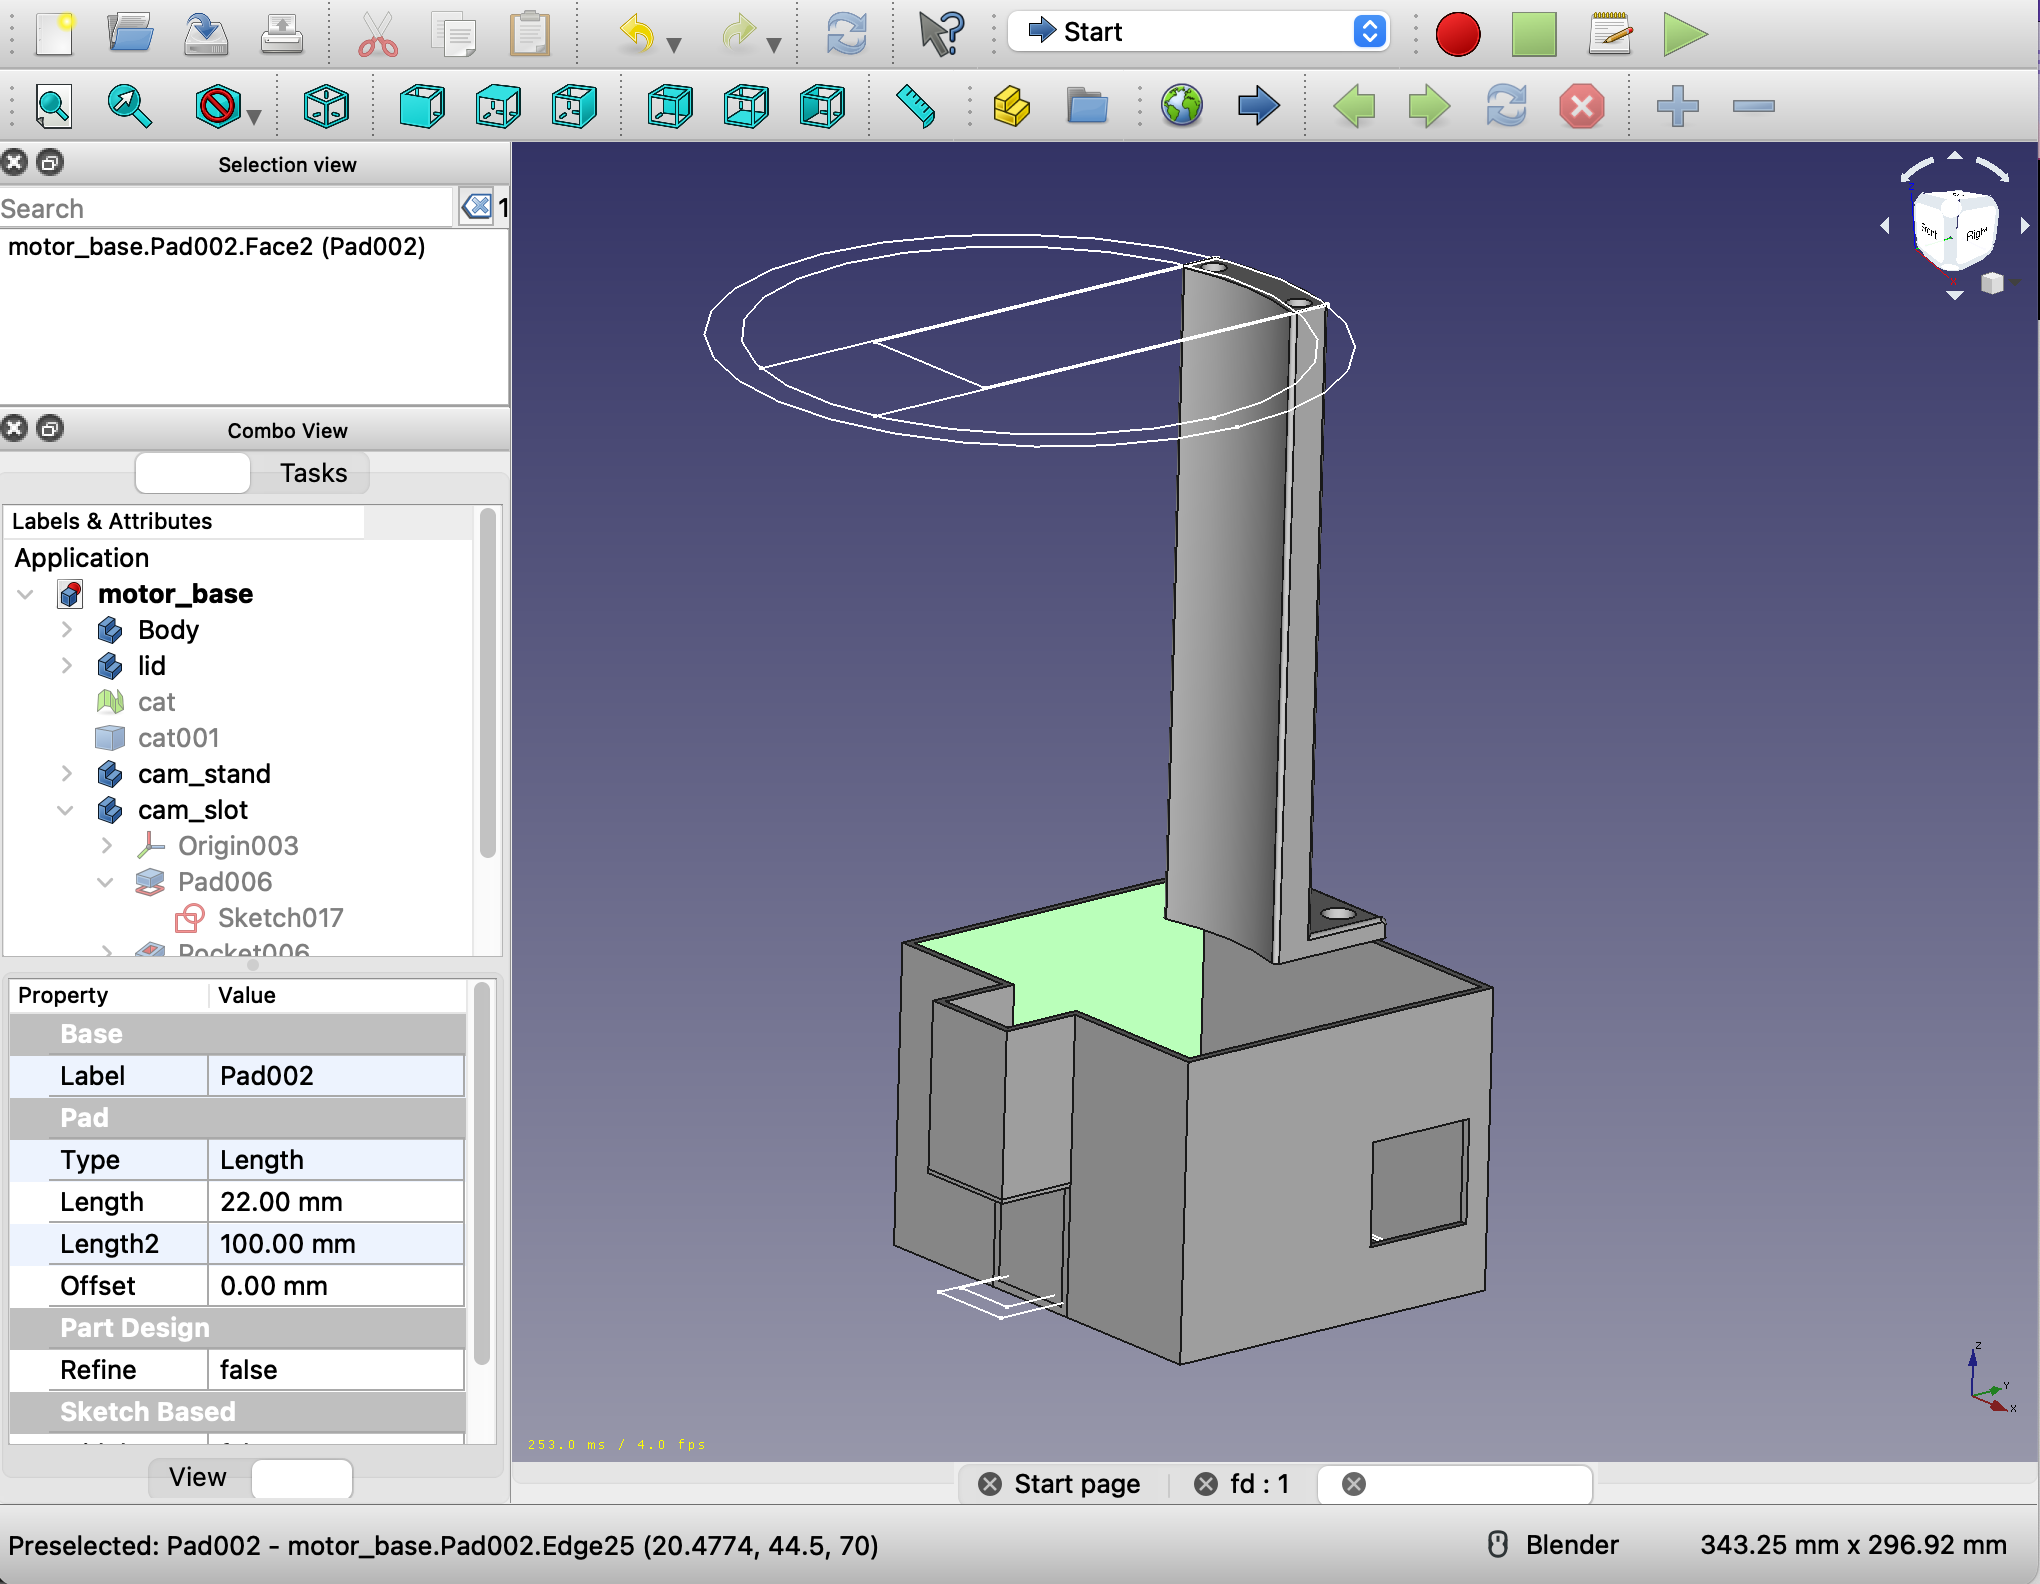 Start
Selection view
Search
1
motor_base.Pad002.Face2 (Pad002)
Combo View
Tasks
Labels & Attributes
Application
motor_base
Body
lid
cat
cat001
cam_stand
cam_slot
Origin003
Pad006
Sketch017
Pocket006
Property Value
Base
Label Pad002
Pad
Type Length
Length 22.00 mm
Length2 100.00 mm
Offset 0.00 mm
Part Design
Refine false
Sketch Based
View
Right
Z
Y
X
253.0 ms / 4.0 fps
Start page
fd : 1
Preselected: Pad002 - motor_base.Pad002.Edge25 (20.4774, 44.5, 70)
Blender
343.25 mm x 296.92 mm